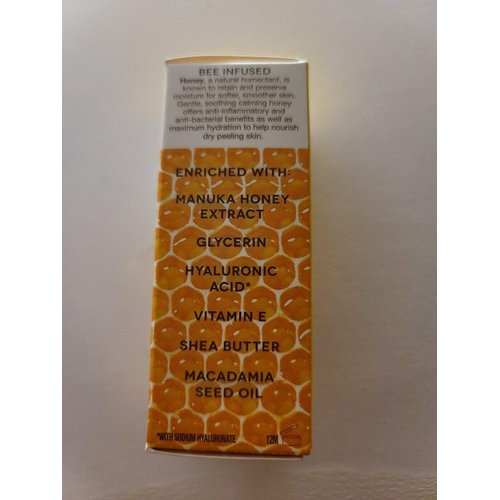 BEE INFUSED
Honey, a natural humectant, is
known to retain and preserve
moisture for softer, smoother skin.
Gentle, soothing calming honey
offers anti-inflammatory and
anti-bacterial benefits as well as
maximum hydration to help nourish
dry peeling skin.
ENRICHED WITH:
MANUKA HONEY
EXTRACT
GLYCERIN
HYALURONIC
ACID*
VITAMIN E
SHEA BUTTER
MACADAMIA
SEED OIL
*WITH SODIUM HYALURONATE 12M